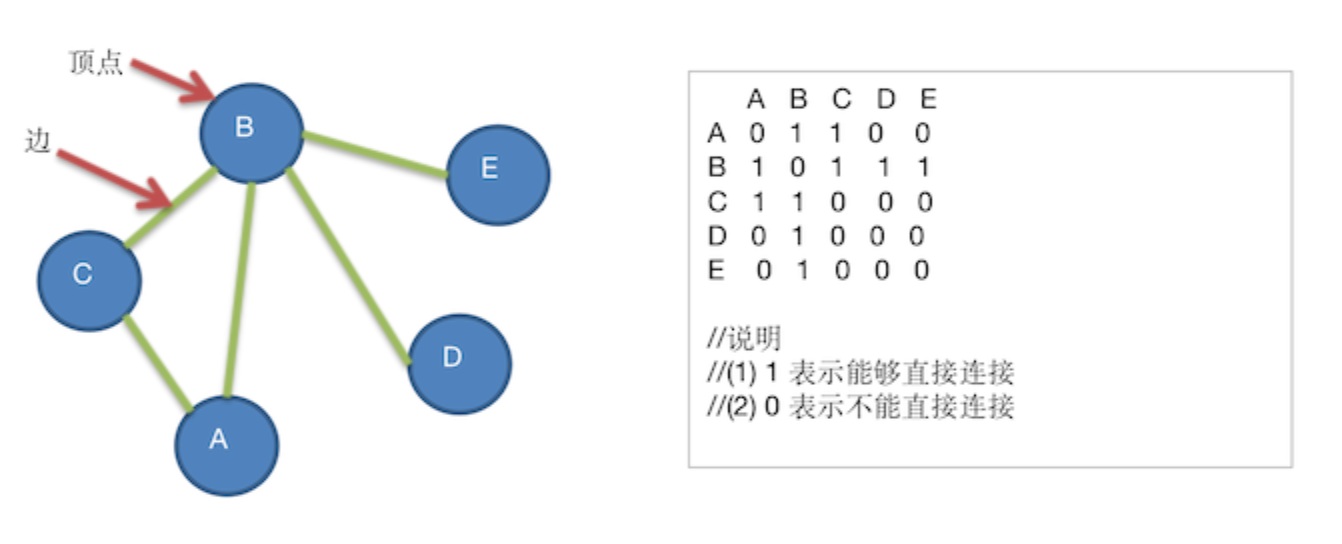 顶点
边
B
E
C
D
A
A B C D E
A 0 1 1 0 0
B 1 0 1 1 1
C 1 1 0 0 0
D 0 1 0 0 0
E 0 1 0 0 0
//说明
//(1) 1 表示能够直接连接
//(2) 0 表示不能直接连接